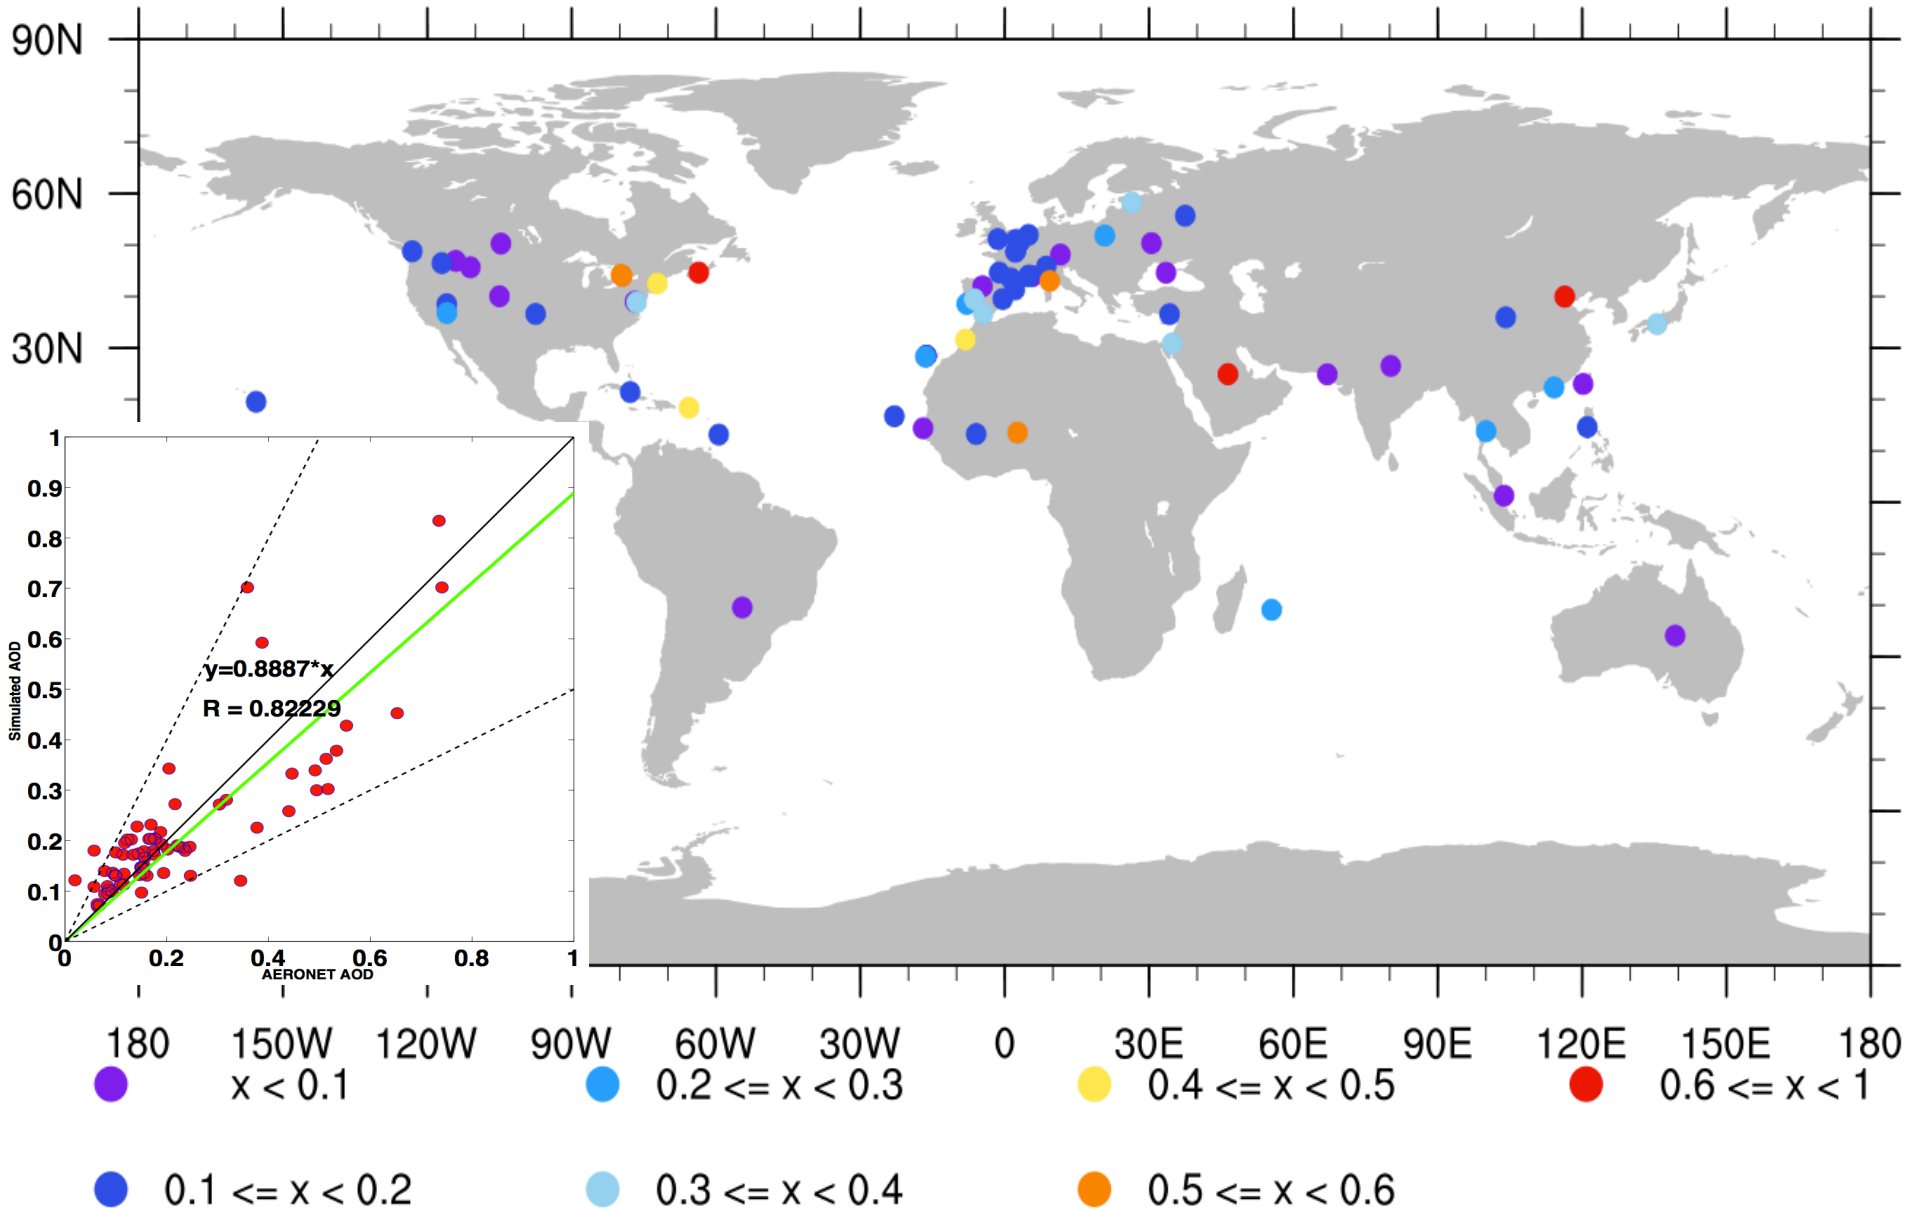 90N
60N
30N
1
0.9
0.8
0.7
0.6
0.5
0.4
0.3
0.2
0.1
0
Simulated AOD
y=0.8887*x
R = 0.82229
0 0.2 0.4 0.6 0.8 1
AERONET AOD
180 150W 120W 90W 60W 30W 0 30E 60E 90E 120E 150E 180
x < 0.1 0.2 <= x < 0.3 0.4 <= x < 0.5 0.6 <= x < 1
0.1 <= x < 0.2 0.3 <= x < 0.4 0.5 <= x < 0.6